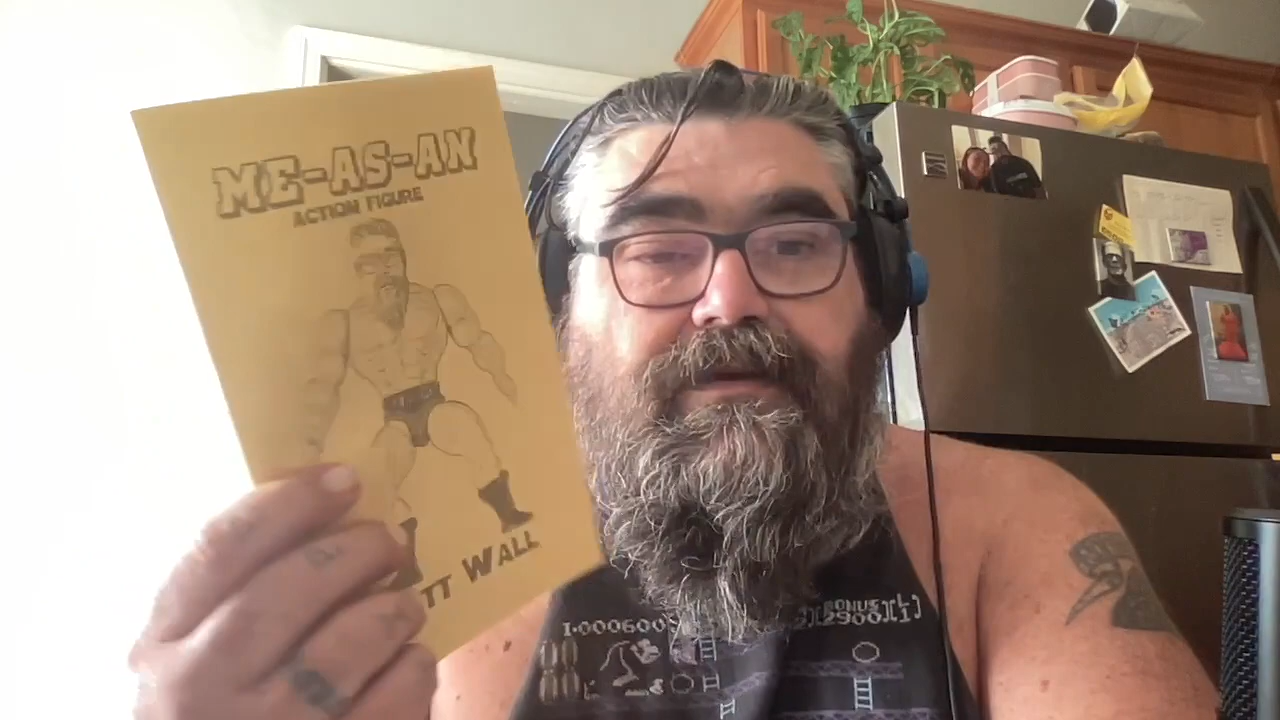 ME-AS-AN
ACTION FIGURE
TT WALL
I-000600
BONUS
2900